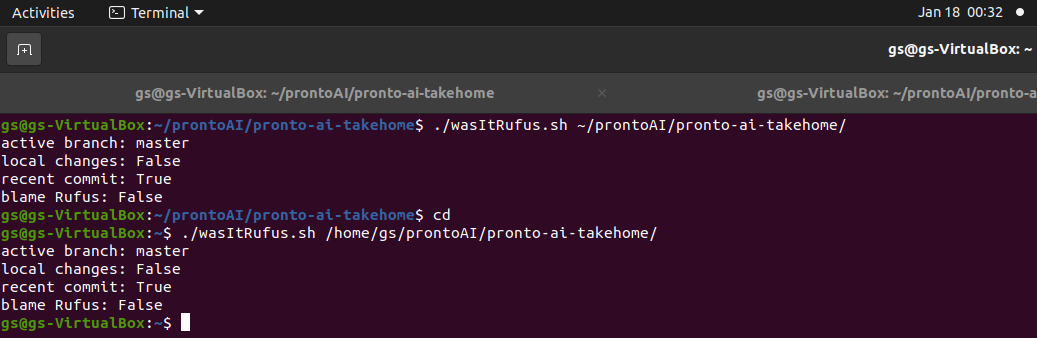 Activities Terminal Jan 18 00:32
gs@gs-VirtualBox: ~
gs@gs-VirtualBox: ~/prontoAI/pronto-ai-takehome × gs@gs-VirtualBox: ~/prontoAI/pronto-a
gs@gs-VirtualBox:~/prontoAI/pronto-ai-takehome$ ./wasItRufus.sh ~/prontoAI/pronto-ai-takehome/
active branch: master
local changes: False
recent commit: True
blame Rufus: False
gs@gs-VirtualBox:~/prontoAI/pronto-ai-takehome$ cd
gs@gs-VirtualBox:~$ ./wasItRufus.sh /home/gs/prontoAI/pronto-ai-takehome/
active branch: master
local changes: False
recent commit: True
blame Rufus: False
gs@gs-VirtualBox:~$